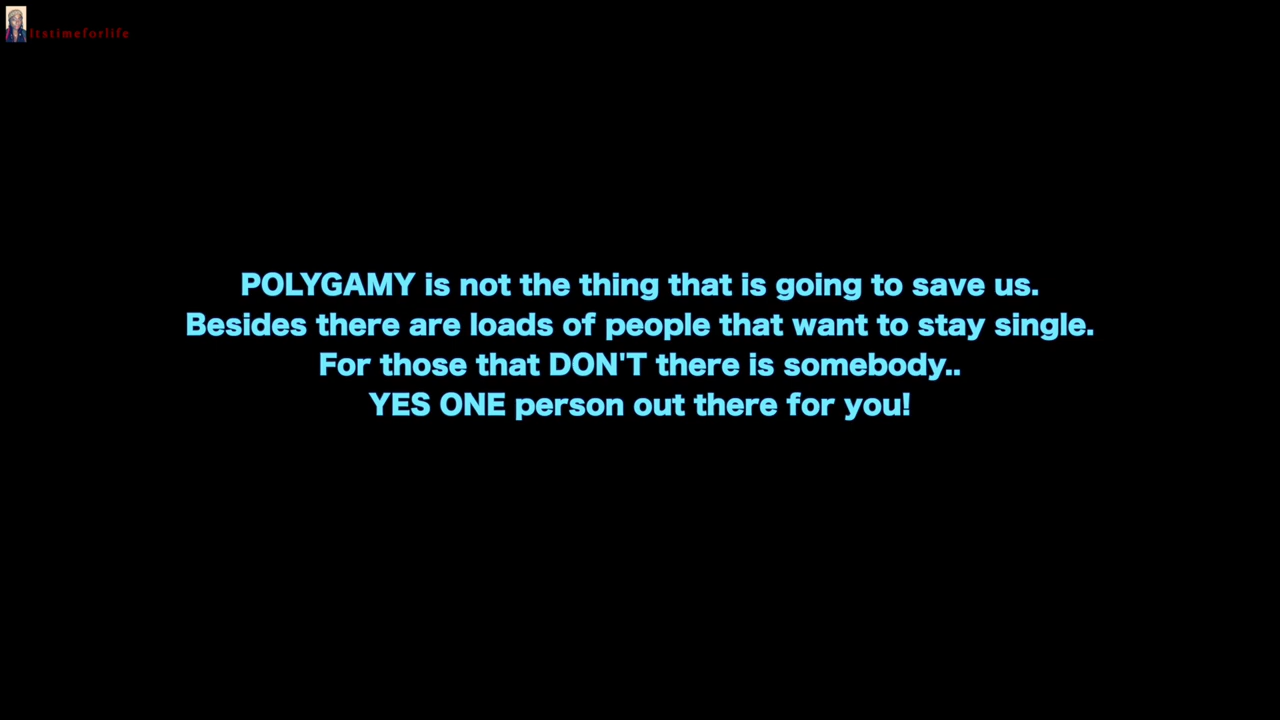 Itstimeforlife
POLYGAMY is not the thing that is going to save us.
Besides there are loads of people that want to stay single.
For those that DON'T there is somebody..
YES ONE person out there for you!